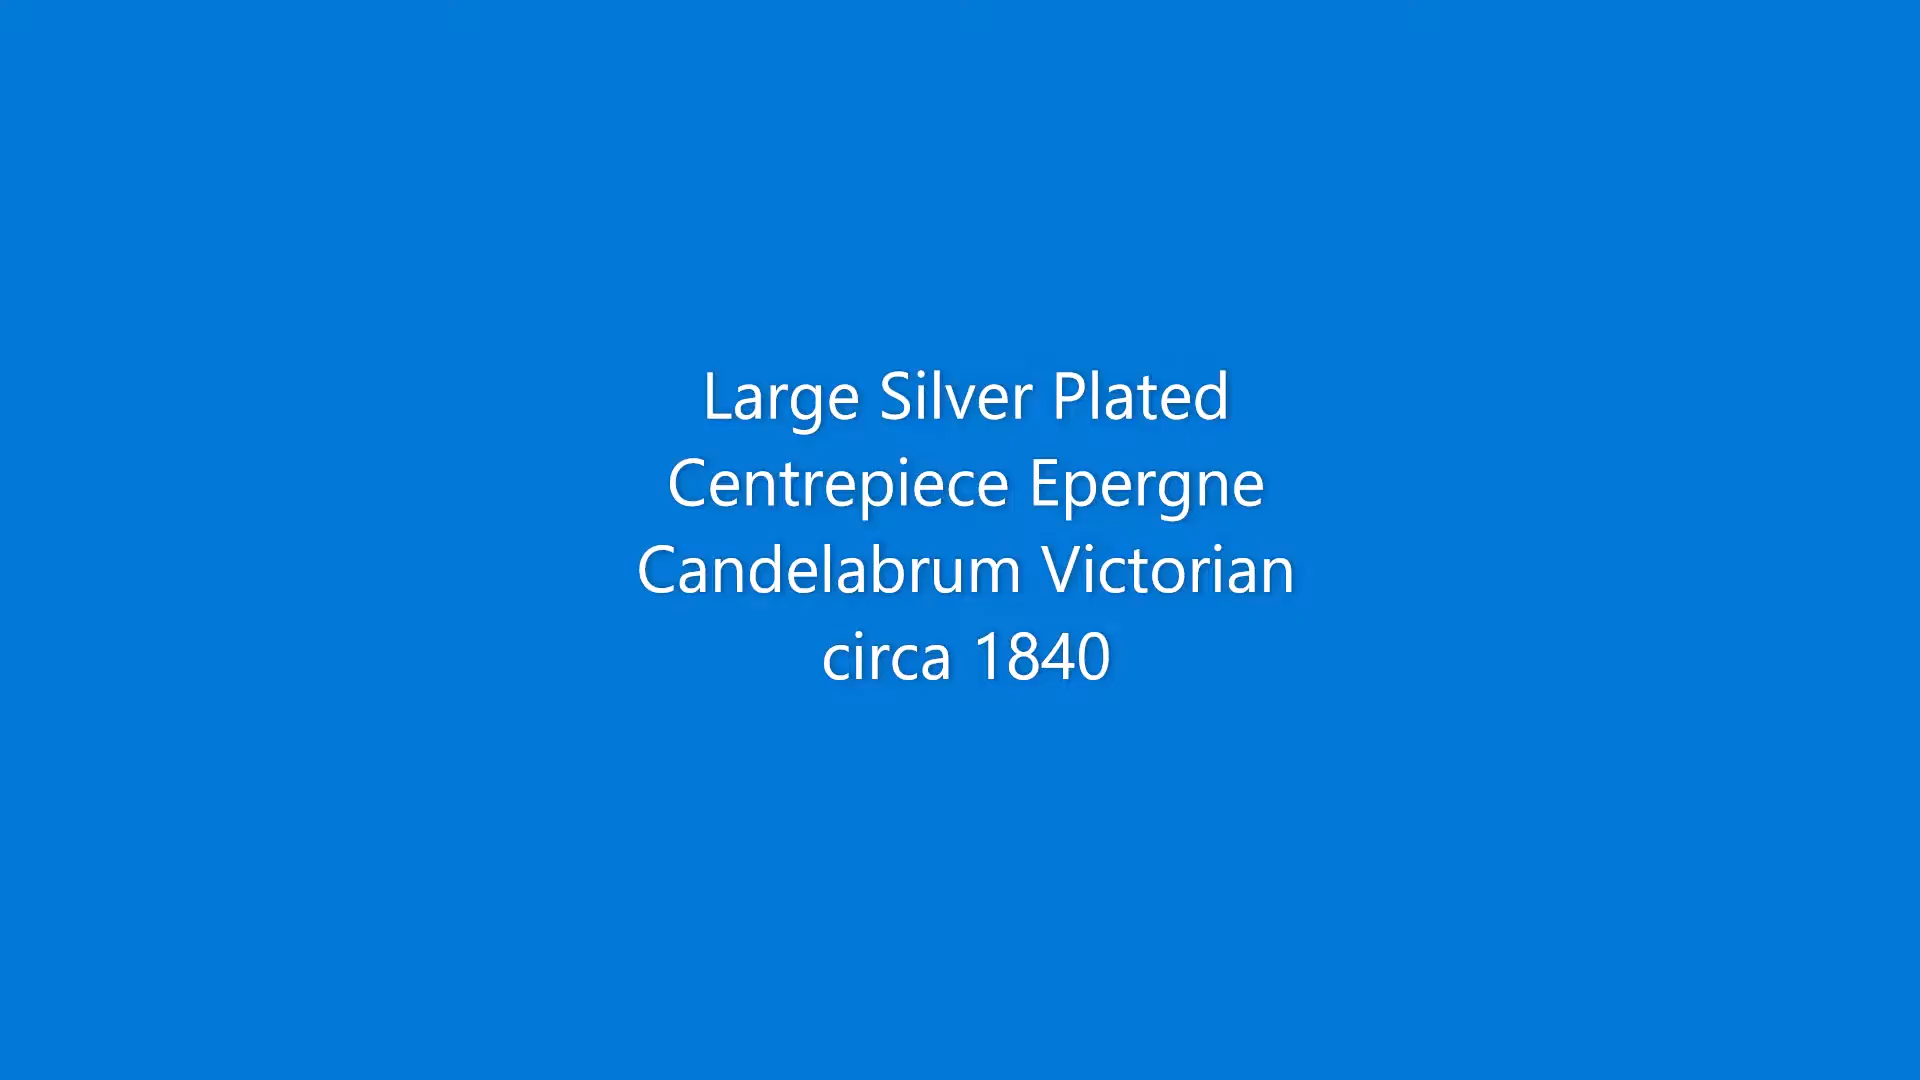 Large Silver Plated
Centrepiece Epergne
Candelabrum Victorian
circa 1840